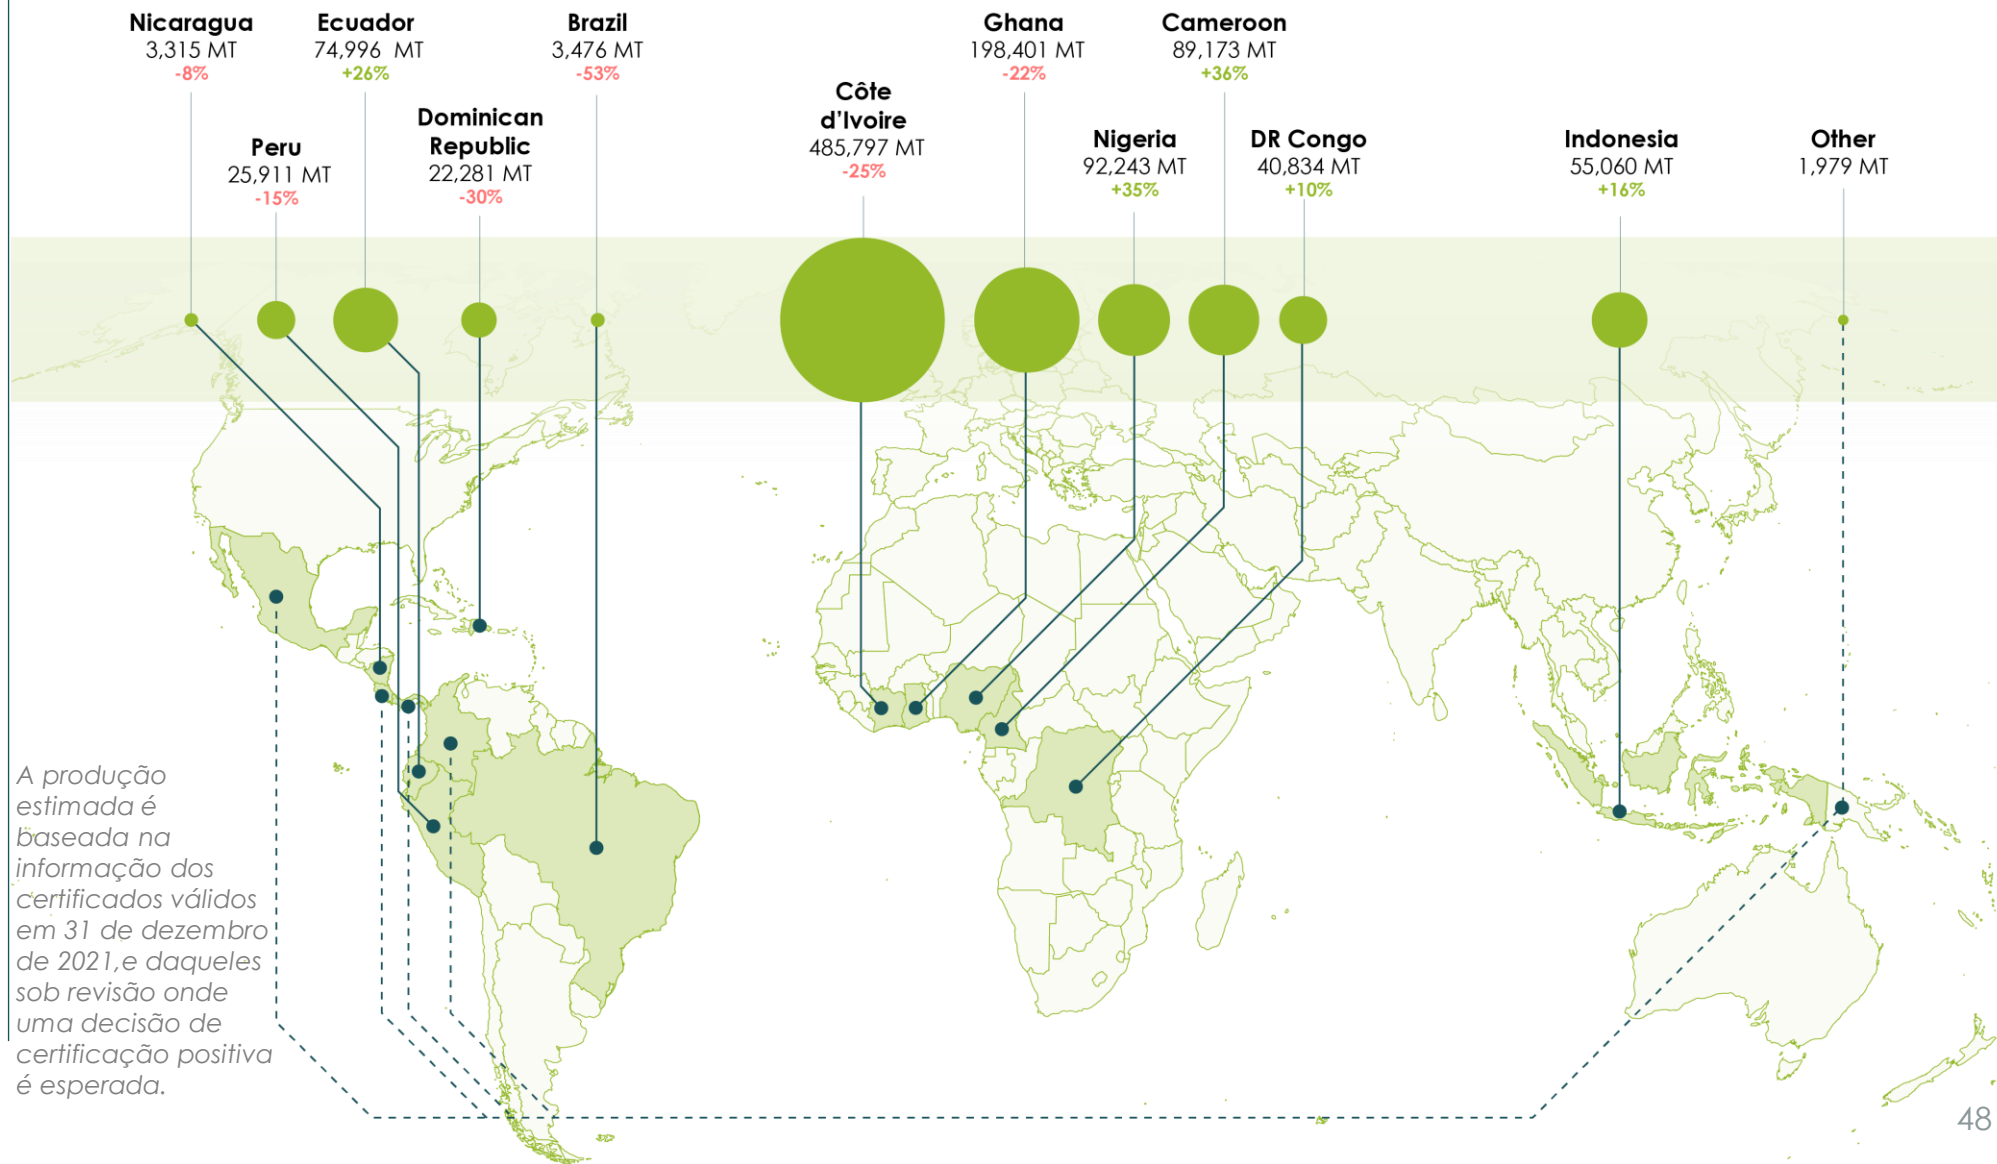 Nicaragua
3,315 MT
-8%
Ecuador
74,996 MT
+26%
Brazil
3,476 MT
-53%
Ghana
198,401 MT
-22%
Cameroon
89,173 MT
+36%
Peru
25,911 MT
-15%
Dominican
Republic
22,281 MT
-30%
Côte
d'Ivoire
485,797 MT
-25%
Nigeria
92,243 MT
+35%
DR Congo
40,834 MT
+10%
Indonesia
55,060 MT
+16%
Other
1,979 MT
A produção
estimada é
baseada na
informação dos
certificados válidos
em 31 de dezembro
de 2021,e daqueles
sob revisão onde
uma decisão de
certificação positiva
é esperada.
48